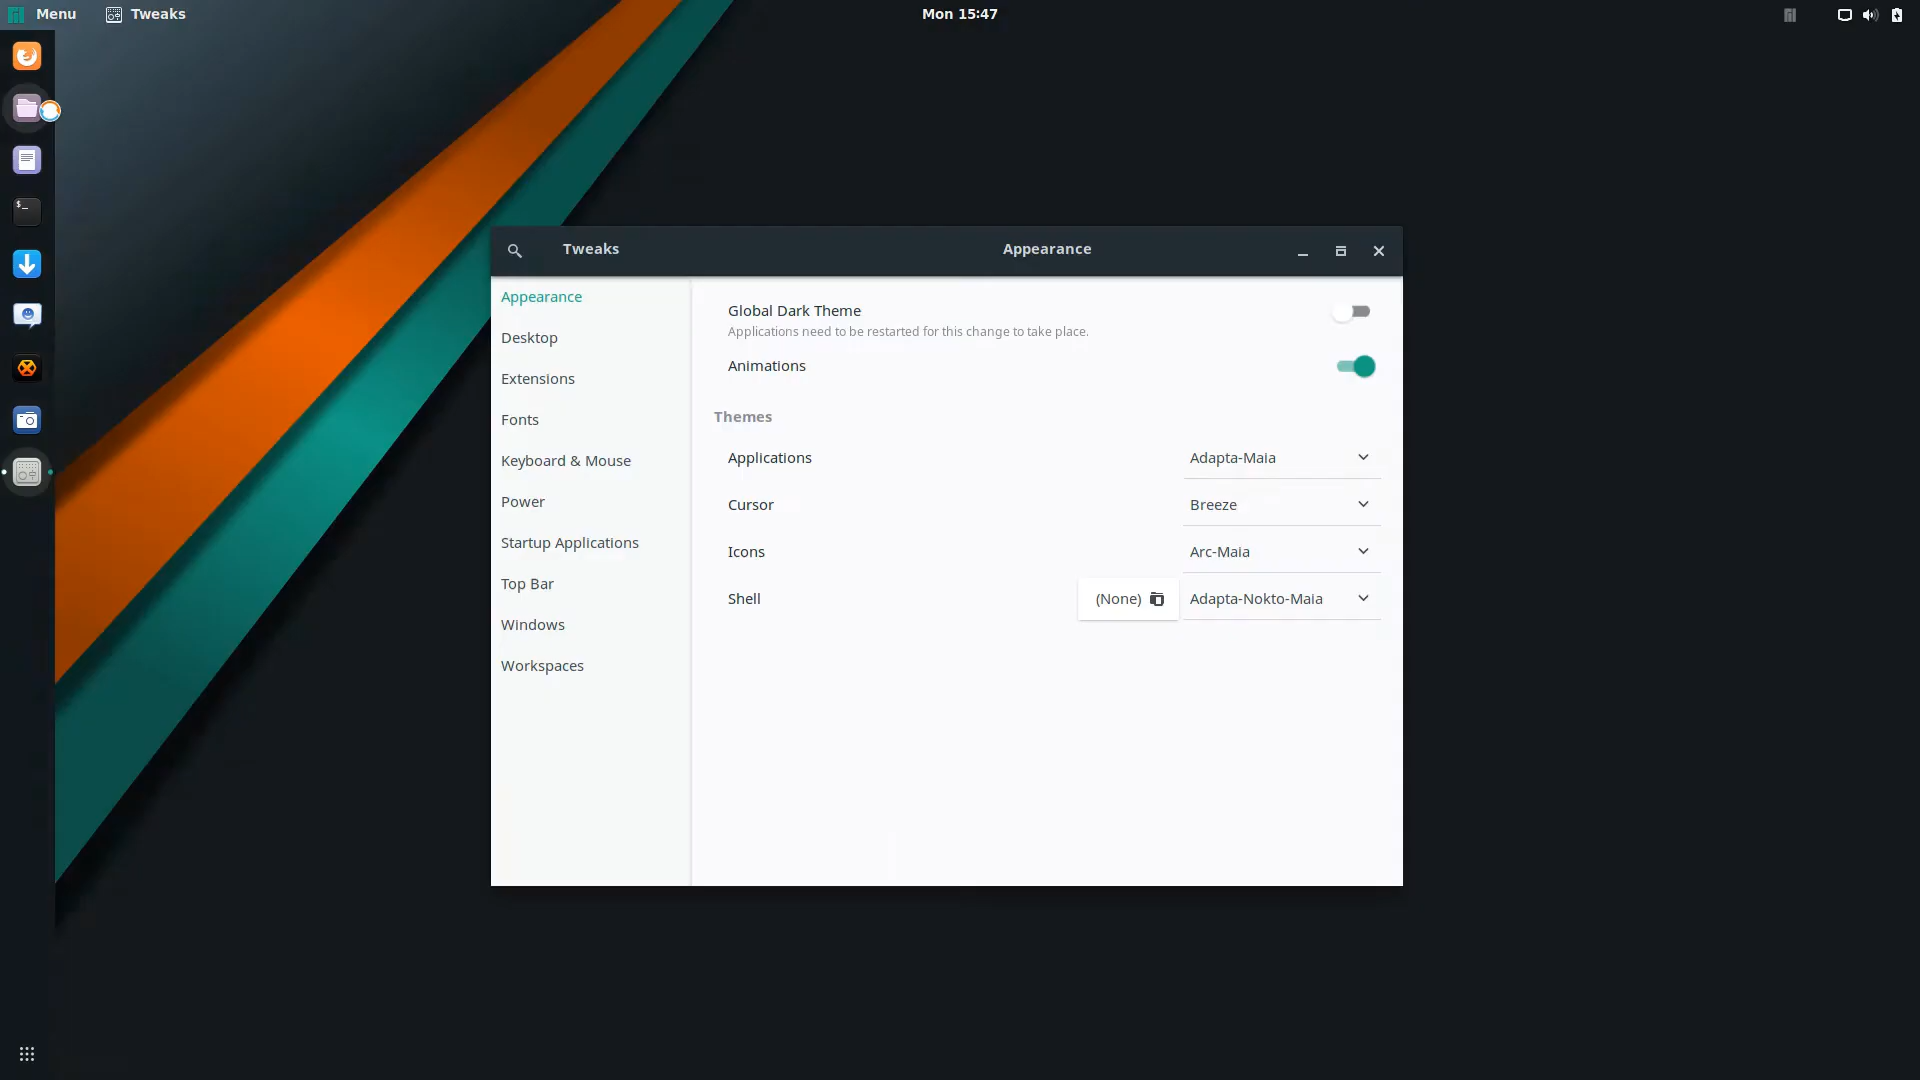 Menu
Tweaks
Mon 15:47
$_
Tweaks
Appearance
Appearance
Desktop
Extensions
Fonts
Keyboard & Mouse
Power
Startup Applications
Top Bar
Windows
Workspaces
Global Dark Theme
Applications need to be restarted for this change to take place.
Animations
Themes
Applications
Adapta-Maia
Cursor
Breeze
Icons
Arc-Maia
Shell
(None)
Adapta-Nokto-Maia